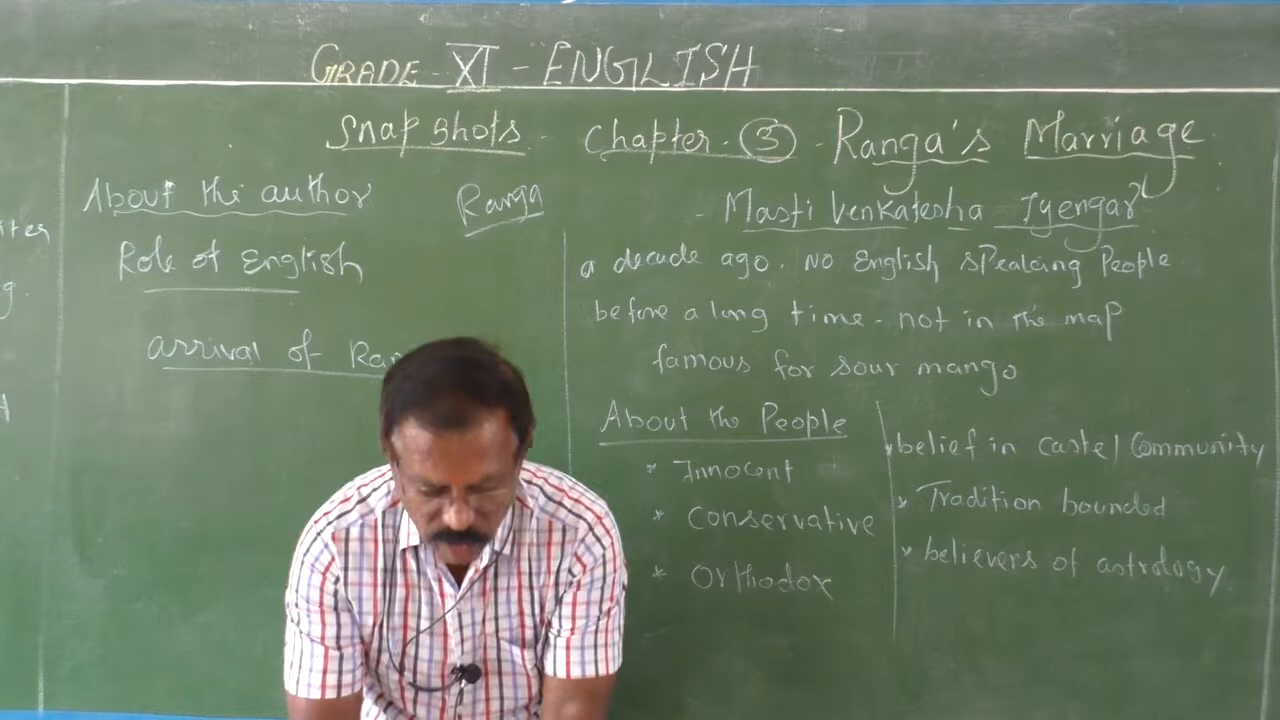 GRADE - XI - ENGLISH
Snapshots - Chapter - 3 - Ranga's Marriage
- Masti Venkatesha Iyengar
About the author
Ranga
Role of English
arrival of
a decade ago. No English speaking People
before a long time - not in the map
famous for sour mango
About the People
* Innocent
* Conservative
* Orthodox
* belief in caste / Community
* Tradition bounded
* believers of astrology